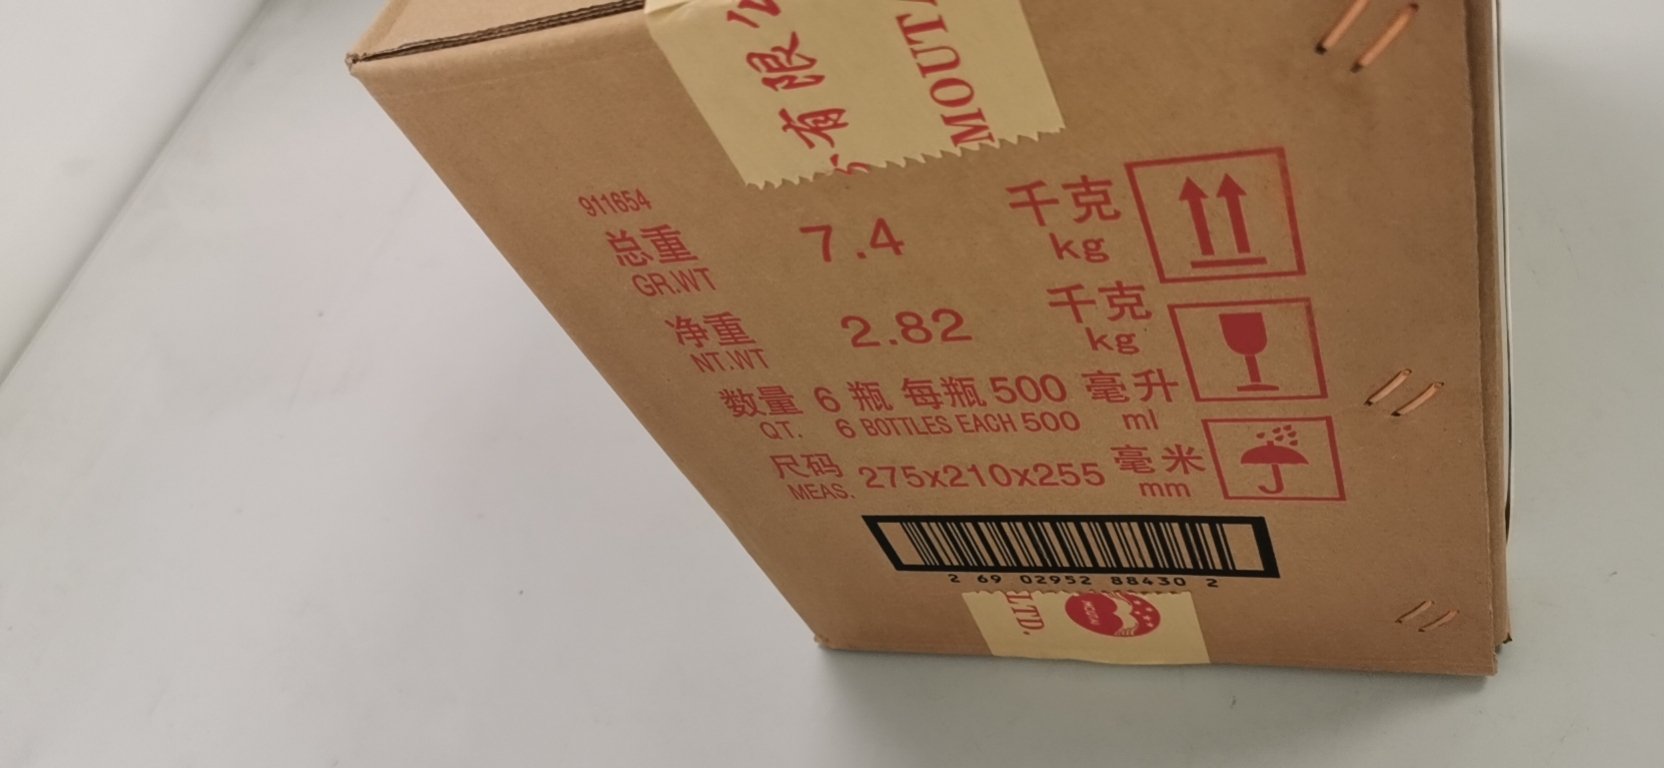 有限公
MOUTA
911654
总重 7.4 千克
GR.WT kg
净重 2.82 千克
NT.WT kg
数量 6 瓶 每瓶 500 毫升
QT. 6 BOTTLES EACH 500 ml
尺码 275x210x255 毫米
MEAS. mm
2 69 02952 88430 2
LTD.